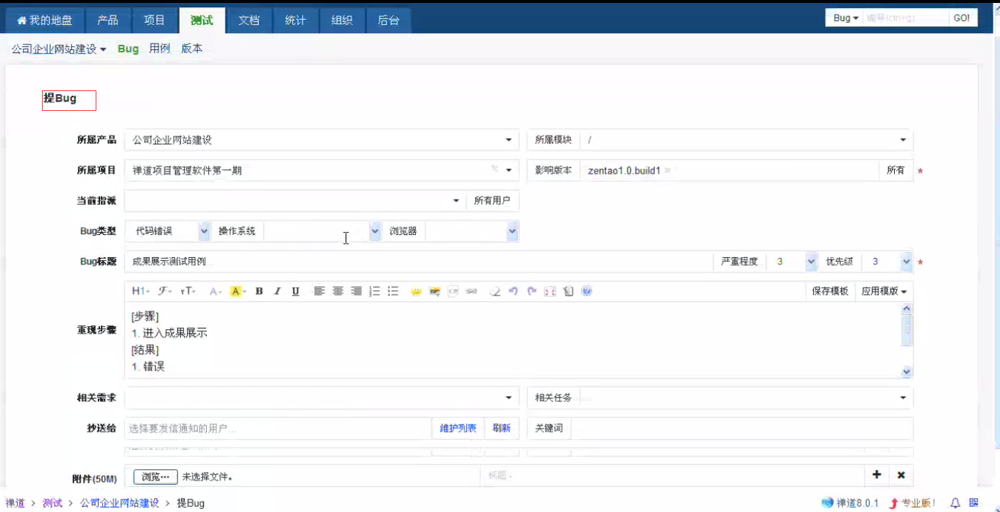 我的地盘 产品 项目 测试 文档 统计 组织 后台 Bug GO!
公司企业网站建设 Bug 用例 版本
提Bug
所属产品 公司企业网站建设 所属模块 /
所属项目 禅道项目管理软件第一期 影响版本 zentao1.0.build1 所有 *
当前指派 所有用户
Bug类型 代码错误 操作系统 浏览器
Bug标题 成果展示测试用例 严重程度 3 优先级 3 *
H1 F TT A A B I U 保存模板 应用模版
重现步骤
[步骤]
1. 进入成果展示
[结果]
1. 错误
相关需求 相关任务
抄送给 选择要发信通知的用户... 维护列表 刷新 关键词
附件(50M) 浏览… 未选择文件。 标题:
禅道 > 测试 > 公司企业网站建设 > 提Bug 禅道8.0.1 专业版!